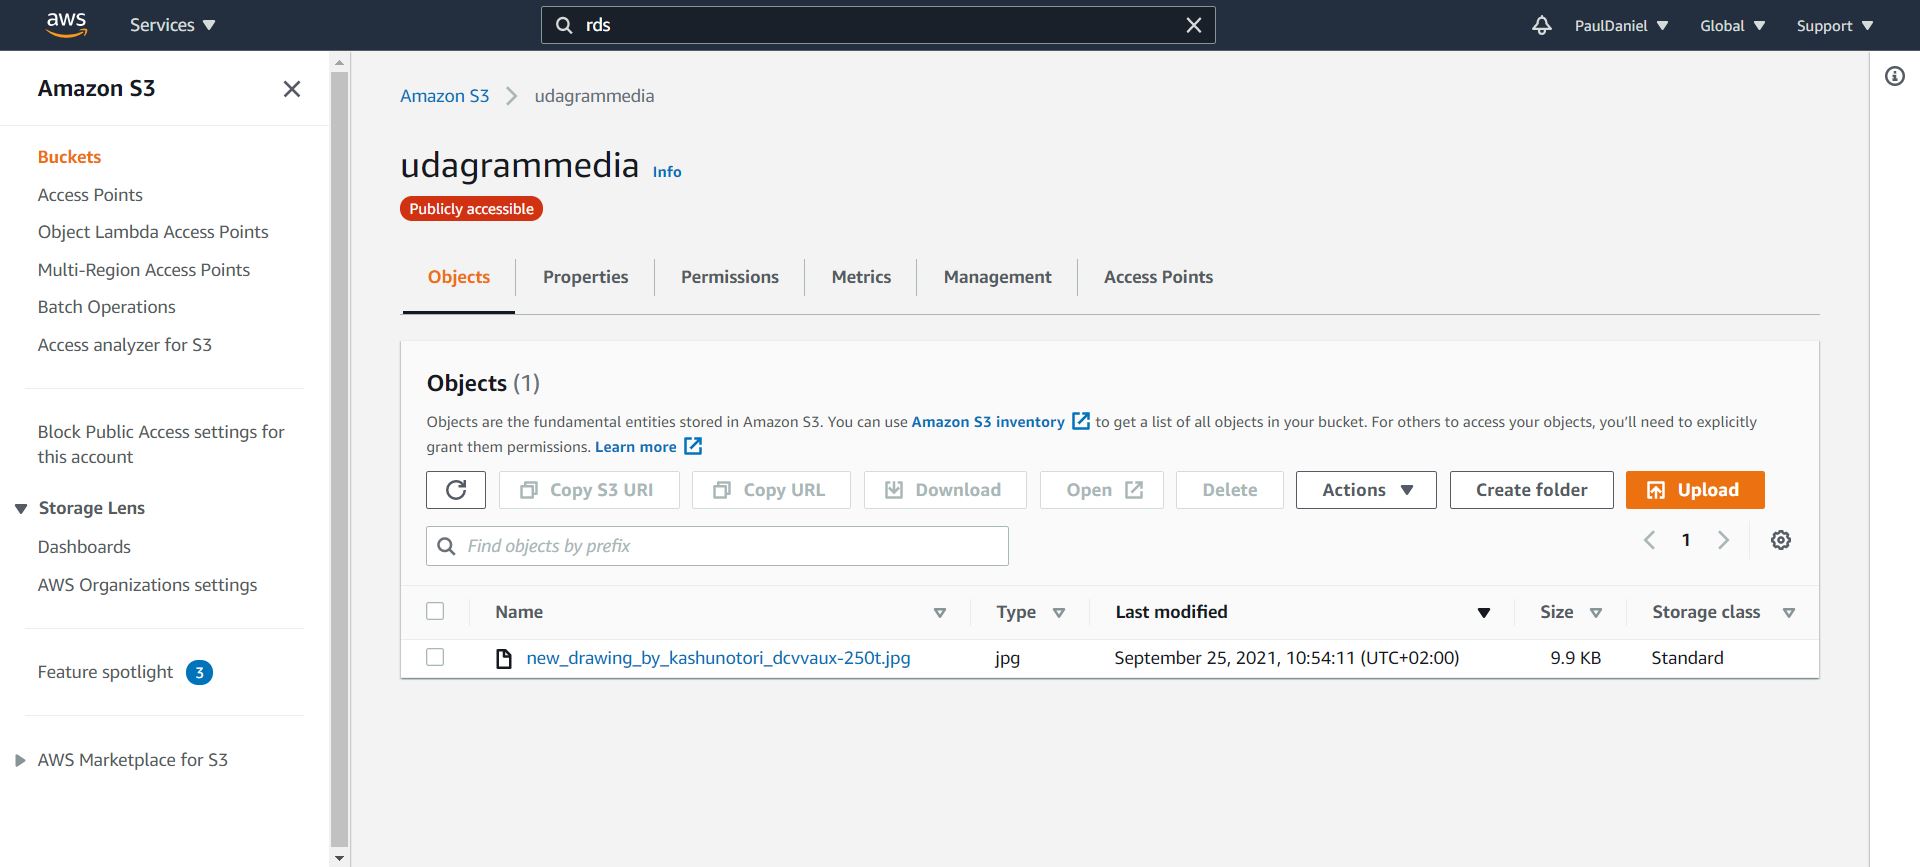 aws
Services
rds
PaulDaniel
Global
Support
Amazon S3
Buckets
Access Points
Object Lambda Access Points
Multi-Region Access Points
Batch Operations
Access analyzer for S3
Block Public Access settings for
this account
Storage Lens
Dashboards
AWS Organizations settings
Feature spotlight 3
AWS Marketplace for S3
Amazon S3 udagrammedia
udagrammedia Info
Publicly accessible
Objects Properties Permissions Metrics Management Access Points
Objects (1)
Objects are the fundamental entities stored in Amazon S3. You can use Amazon S3 inventory to get a list of all objects in your bucket. For others to access your objects, you'll need to explicitly
grant them permissions. Learn more
Copy S3 URI Copy URL Download Open Delete Actions Create folder Upload
Find objects by prefix
1
Name Type Last modified Size Storage class
new_drawing_by_kashunotori_dcvvaux-250t.jpg jpg September 25, 2021, 10:54:11 (UTC+02:00) 9.9 KB Standard